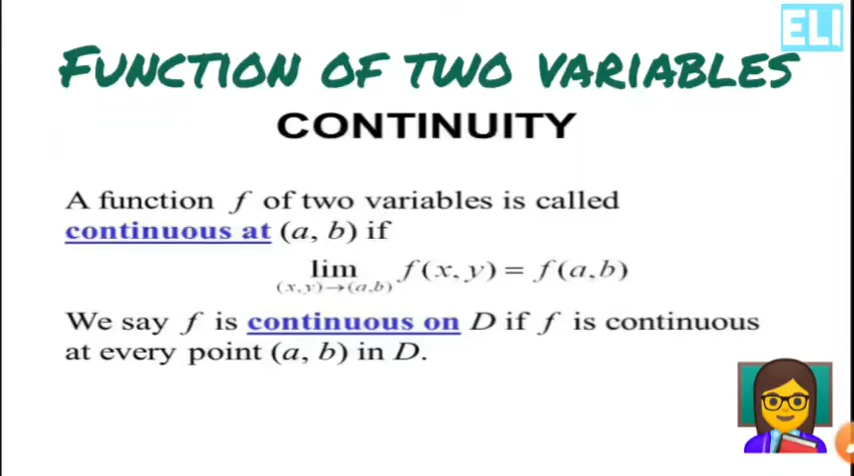 ELI
FUNCTION OF TWO VARIABLES
CONTINUITY
A function f of two variables is called
continuous at (a, b) if
lim f(x, y) = f(a,b)
(x,y)→(a,b)
We say f is continuous on D if f is continuous
at every point (a, b) in D.